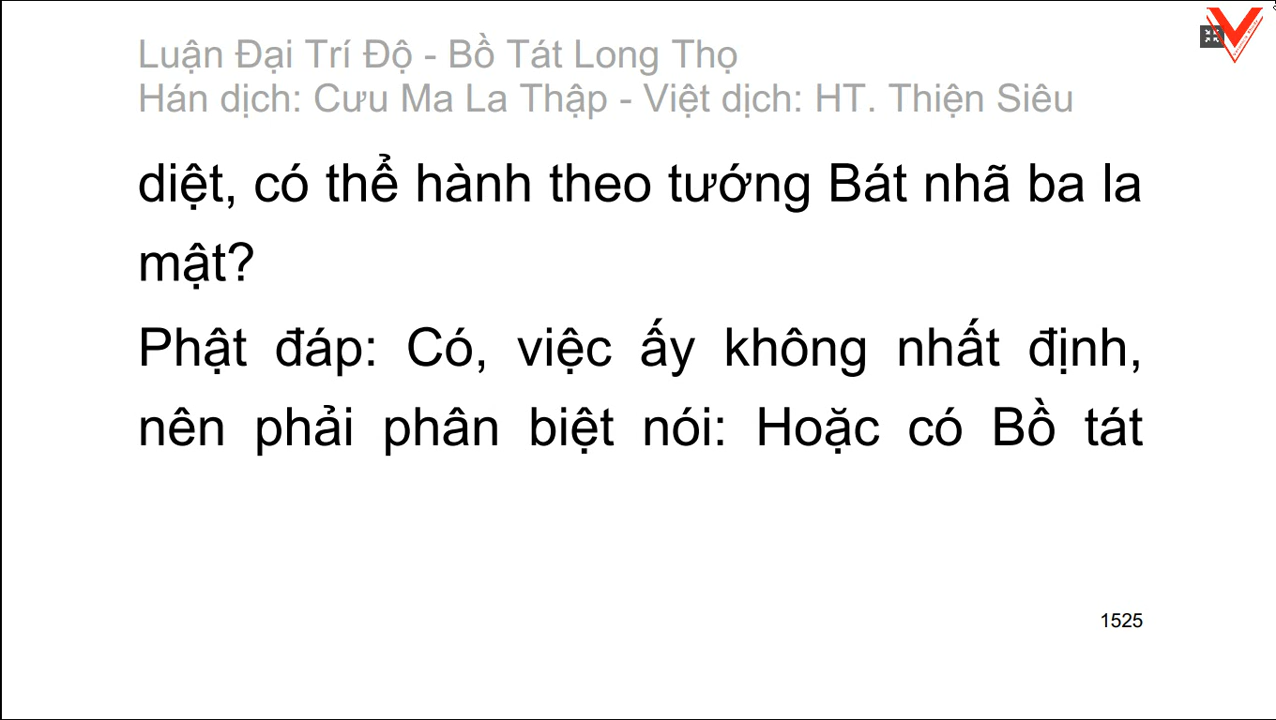 Luận Đại Trí Độ - Bồ Tát Long Thọ
Hán dịch: Cưu Ma La Thập - Việt dịch: HT. Thiện Siêu
diệt, có thể hành theo tướng Bát nhã ba la
mật?
Phật đáp: Có, việc ấy không nhất định,
nên phải phân biệt nói: Hoặc có Bồ tát
1525